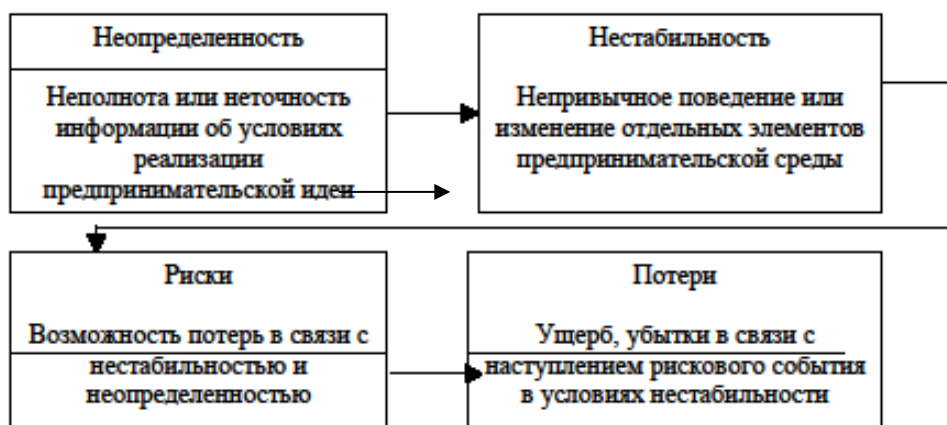 Неопределенность
Неполнота или неточность
информации об условиях
реализации
предпринимательской идеи
Нестабильность
Непривычное поведение или
изменение отдельных элементов
предпринимательской среды
Риски
Возможность потерь в связи с
нестабильностью и
неопределенностью
Потери
Ущерб, убытки в связи с
наступлением рискового события
в условиях нестабильности